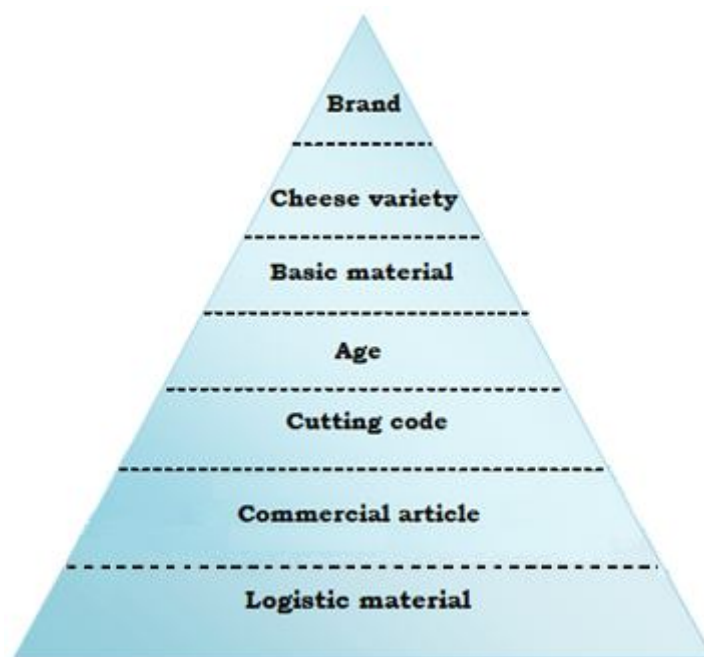 Brand
Cheese variety
Basic material
Age
Cutting code
Commercial article
Logistic material